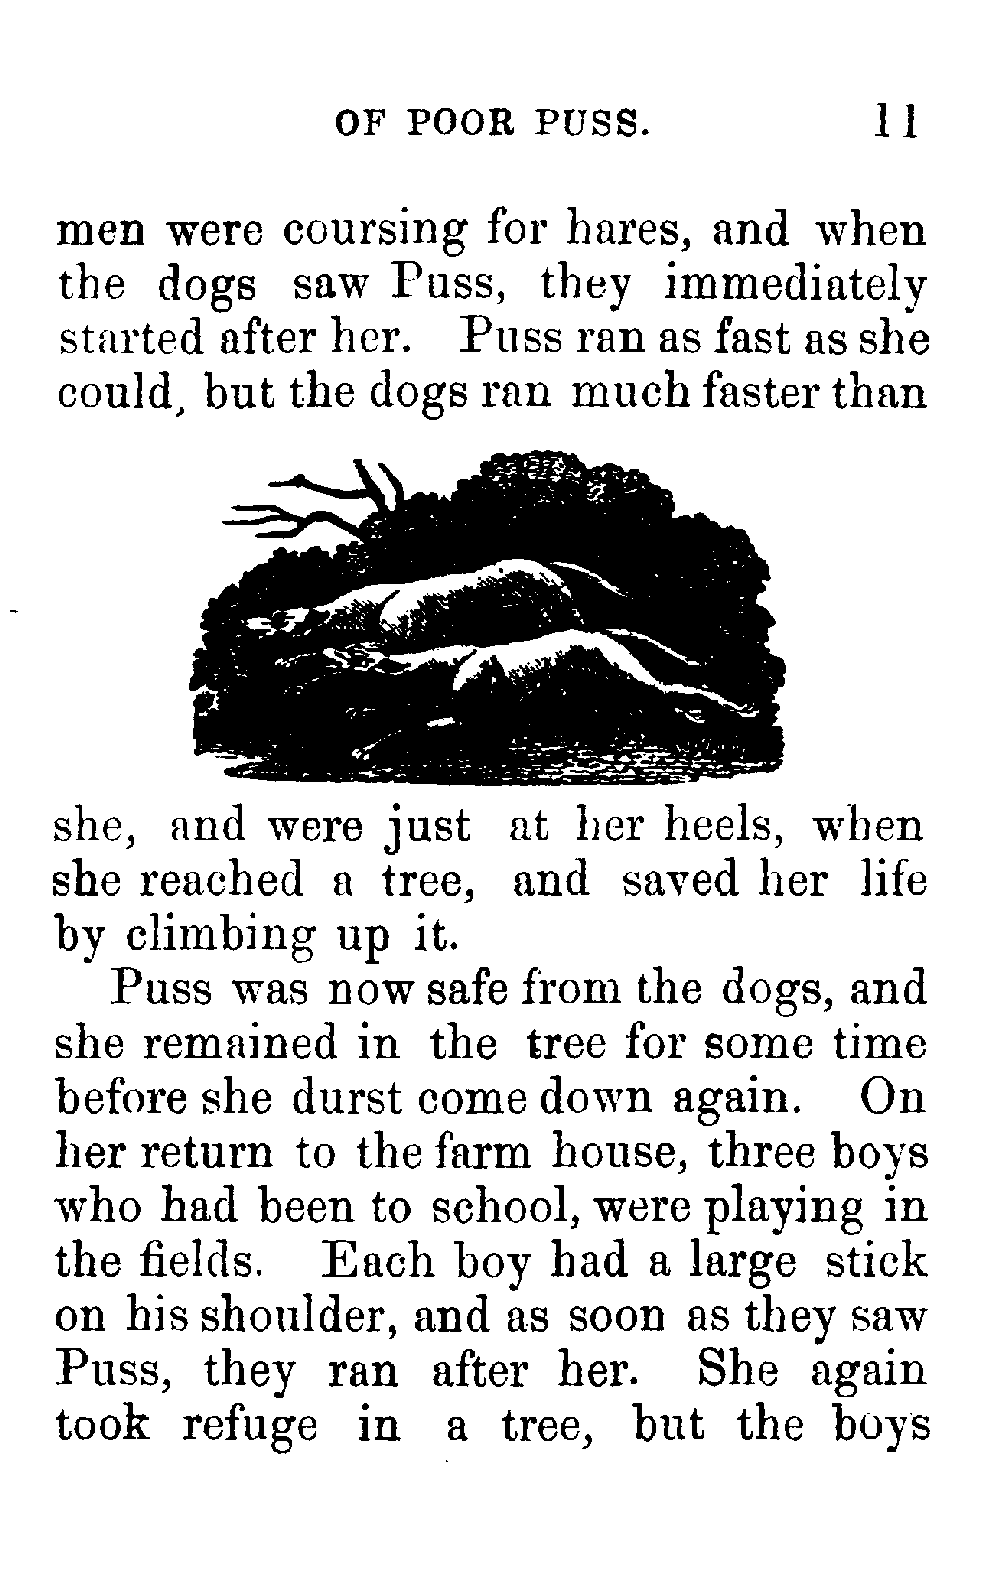 OF POOR PUSS. 11
men were coursing for hares, and when
the dogs saw Puss, they immediately
started after her. Puss ran as fast as she
could, but the dogs ran much faster than
she, and were just at her heels, when
she reached a tree, and saved her life
by climbing up it.
Puss was now safe from the dogs, and
she remained in the tree for some time
before she durst come down again. On
her return to the farm house, three boys
who had been to school, were playing in
the fields. Each boy had a large stick
on his shoulder, and as soon as they saw
Puss, they ran after her. She again
took refuge in a tree, but the boys